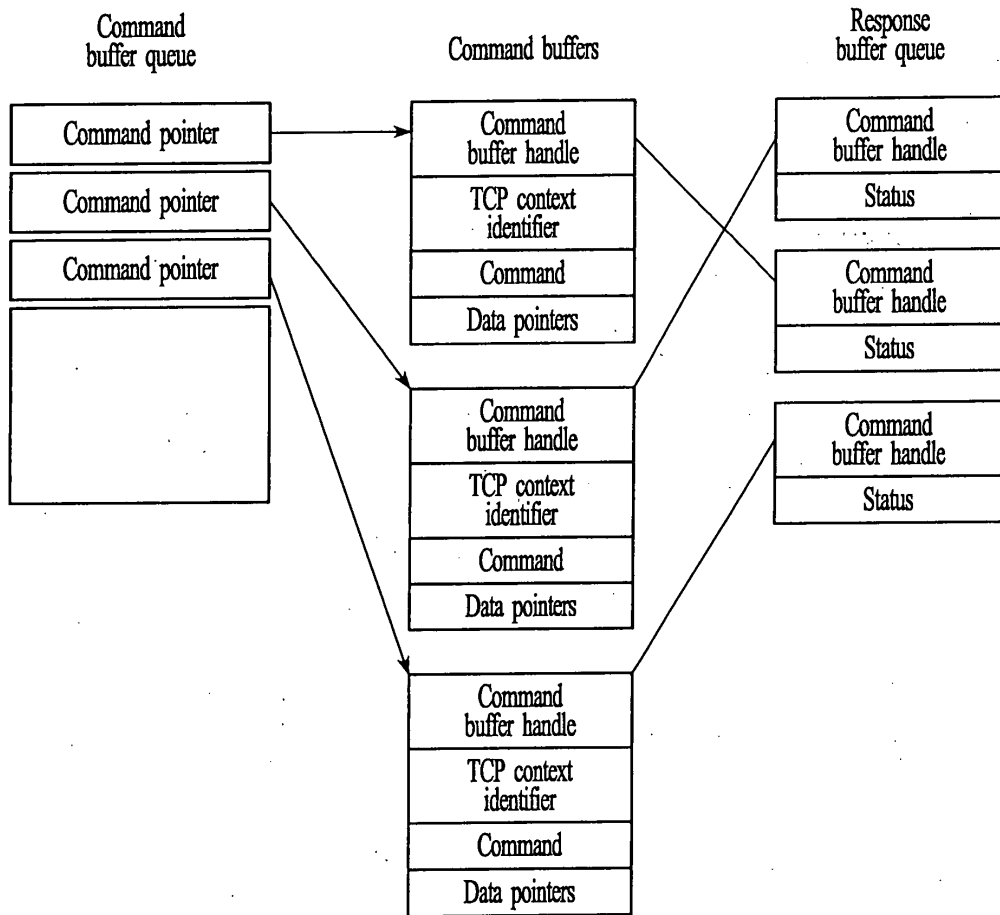 Command
buffer queue
Command buffers
Response
buffer queue
Command pointer
Command pointer
Command pointer
Command
buffer handle
TCP context
identifier
Command
Data pointers
Command
buffer handle
TCP context
identifier
Command
Data pointers
Command
buffer handle
TCP context
identifier
Command
Data pointers
Command
buffer handle
Status
Command
buffer handle
Status
Command
buffer handle
Status